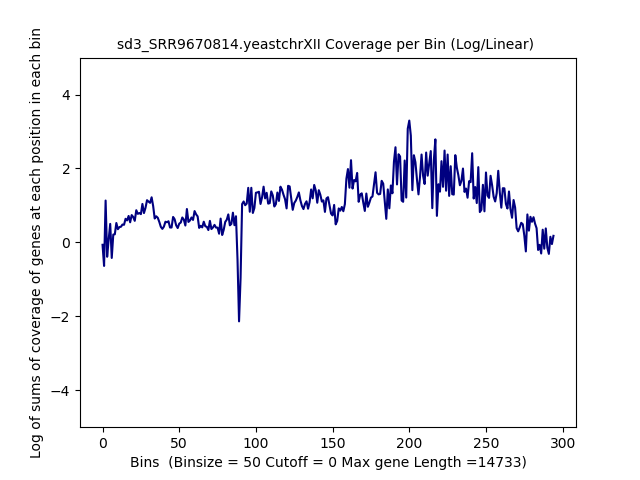 sd3_SRR9670814.yeastchrXII Coverage per Bin (Log/Linear)
Log of sums of coverage of genes at each position in each bin
4
2
0
−2
−4
0 50 100 150 200 250 300
Bins  (Binsize = 50 Cutoff = 0 Max gene Length =14733)